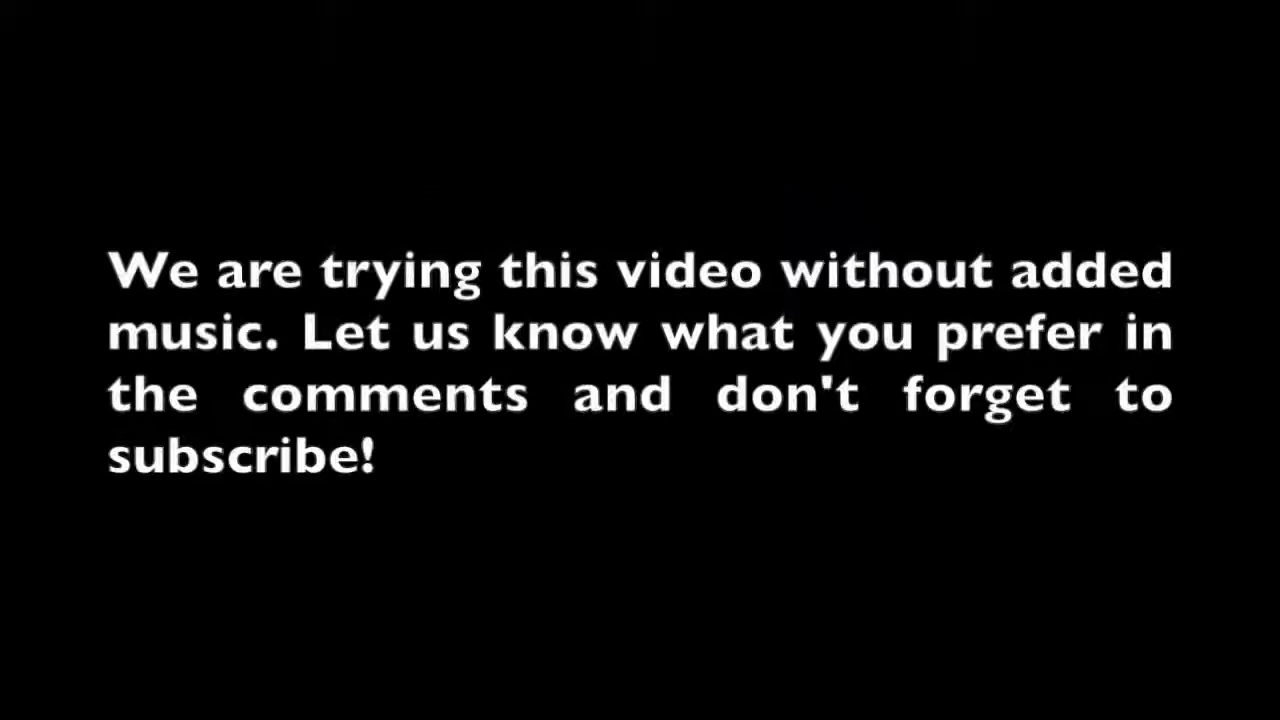 We are trying this video without added
music. Let us know what you prefer in
the comments and don't forget to
subscribe!